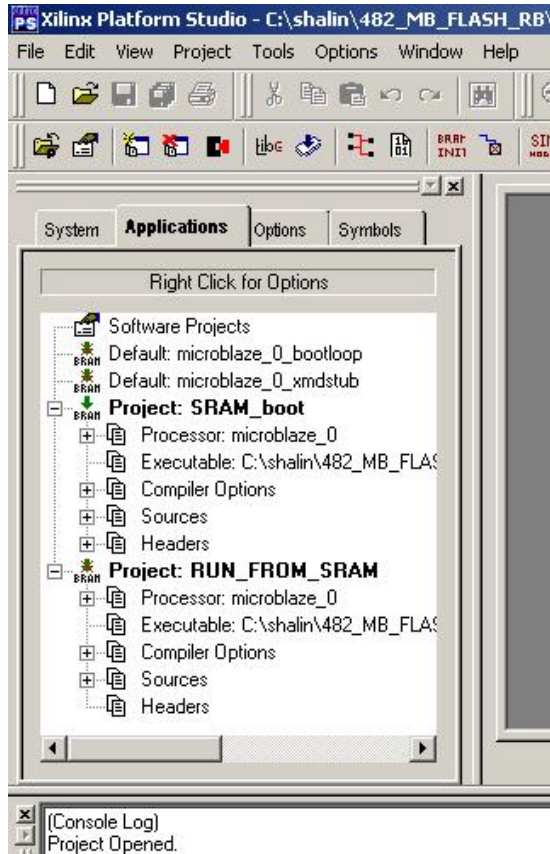 PS Xilinx Platform Studio - C:\shalin\482_MB_FLASH_RB\
File Edit View Project Tools Options Window Help
BRAM INIT
System Applications Options Symbols
Right Click for Options
Software Projects
BRAM Default: microblaze_0_bootloop
BRAM Default: microblaze_0_xmdstub
BRAM Project: SRAM_boot
Processor: microblaze_0
Executable: C:\shalin\482_MB_FLAS
Compiler Options
Sources
Headers
BRAM Project: RUN_FROM_SRAM
Processor: microblaze_0
Executable: C:\shalin\482_MB_FLAS
Compiler Options
Sources
Headers
(Console Log)
Project Opened.